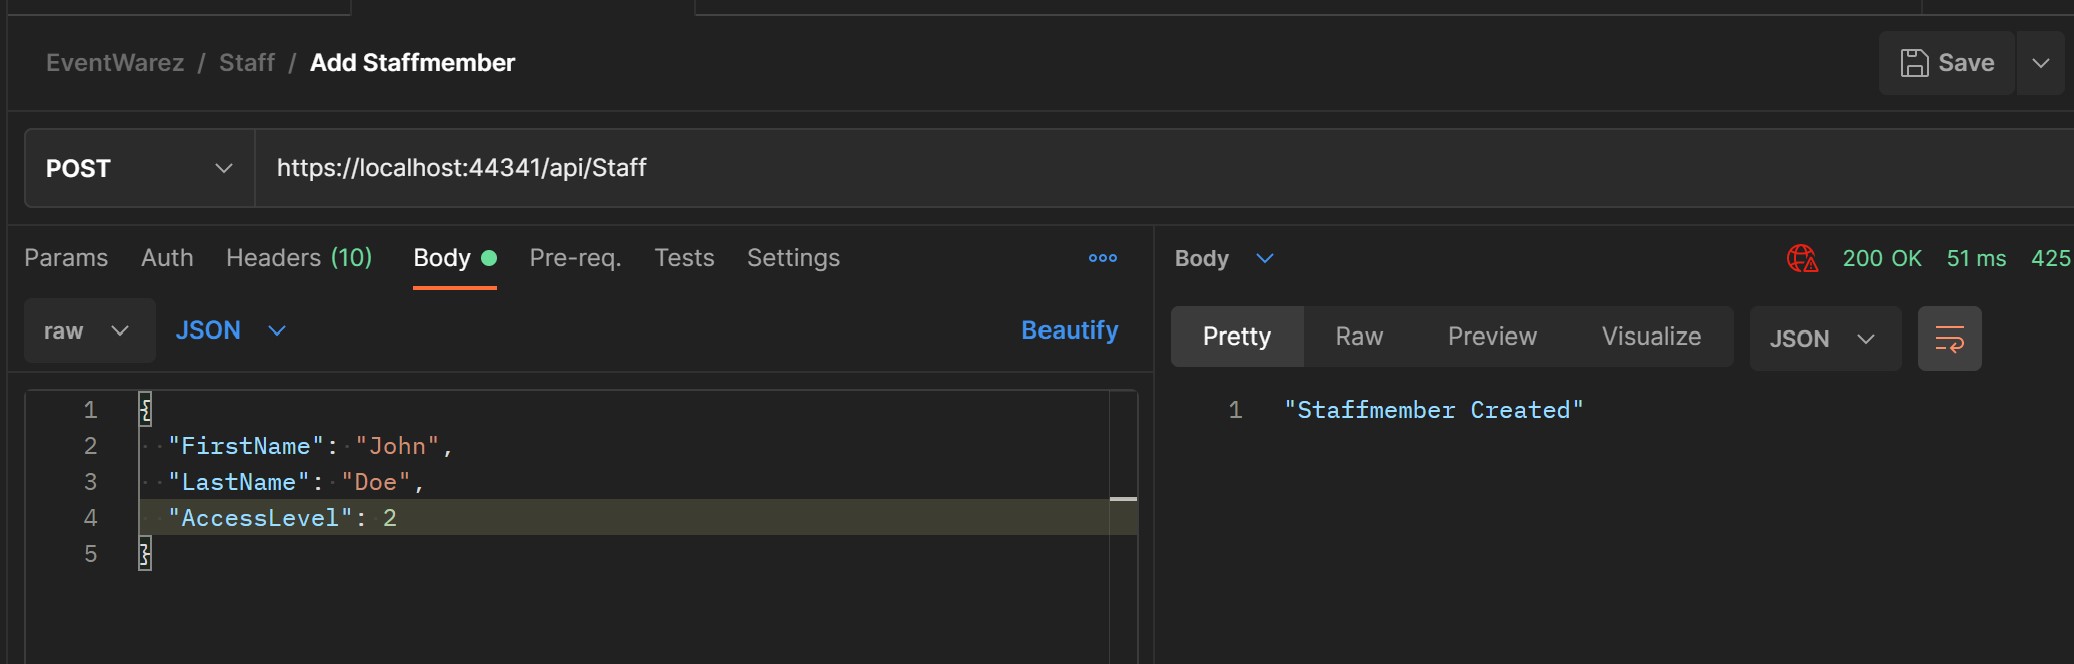 EventWarez / Staff / Add Staffmember
Save
POST
https://localhost:44341/api/Staff
Params Auth Headers (10) Body Pre-req. Tests Settings
raw JSON Beautify
1 {
2 "FirstName": "John",
3 "LastName": "Doe",
4 "AccessLevel": 2
5 }
Body 200 OK 51 ms 425
Pretty Raw Preview Visualize JSON
1 "Staffmember Created"